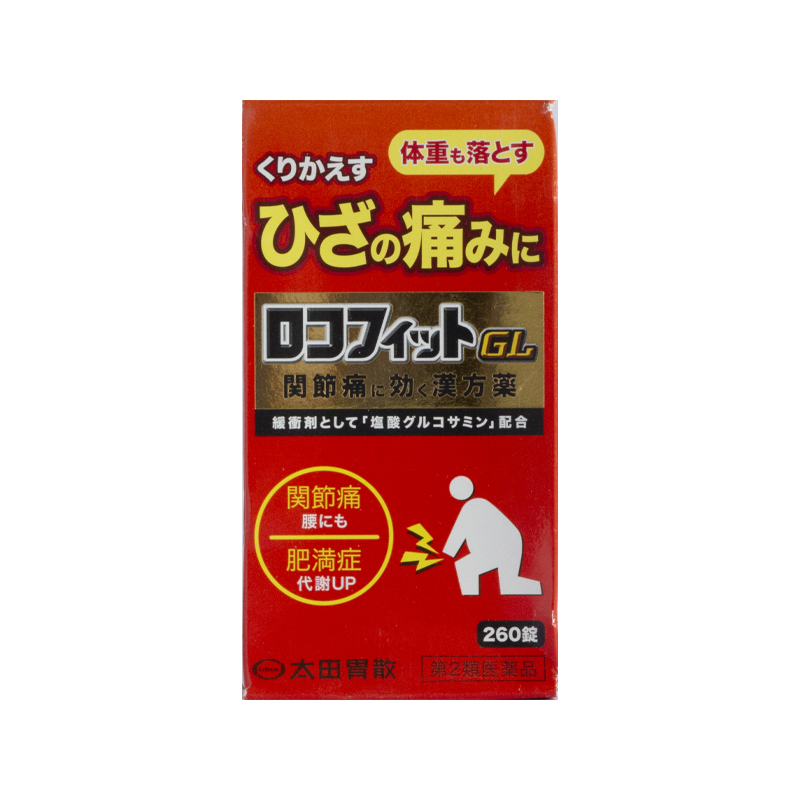 体重も落とす
くりかえす
ひざの痛みに
ロコフィットGL
関節痛に効く漢方薬
緩衝剤として「塩酸グルコサミン」配合
関節痛
腰にも
肥満症
代謝UP
260錠
太田胃散
第2類医薬品